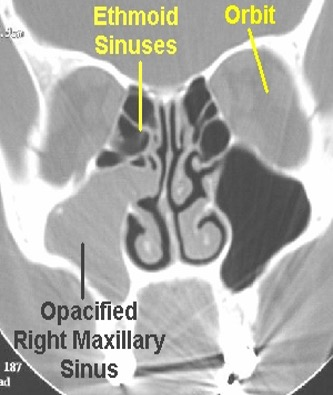 Ethmoid
Sinuses
Orbit
Opacified
Right Maxillary
Sinus
187